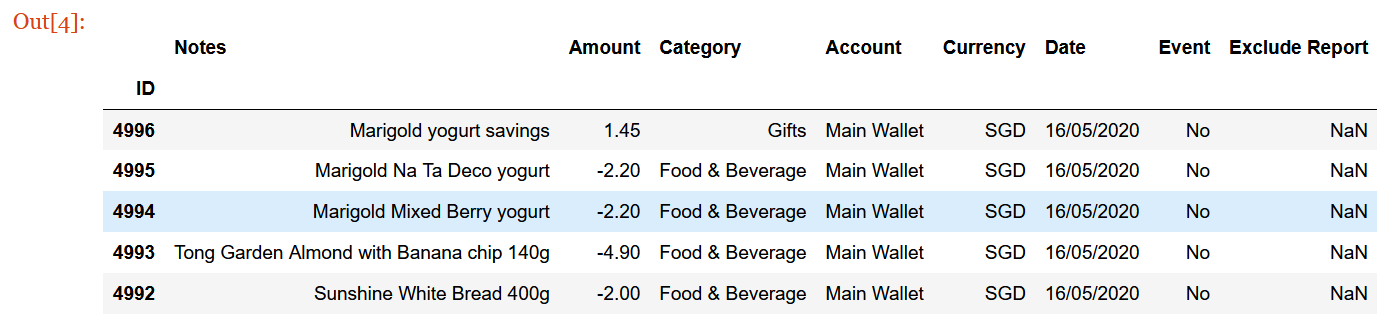 Out[4]:
Notes Amount Category Account Currency Date Event Exclude Report
ID
4996 Marigold yogurt savings 1.45 Gifts Main Wallet SGD 16/05/2020 No NaN
4995 Marigold Na Ta Deco yogurt -2.20 Food & Beverage Main Wallet SGD 16/05/2020 No NaN
4994 Marigold Mixed Berry yogurt -2.20 Food & Beverage Main Wallet SGD 16/05/2020 No NaN
4993 Tong Garden Almond with Banana chip 140g -4.90 Food & Beverage Main Wallet SGD 16/05/2020 No NaN
4992 Sunshine White Bread 400g -2.00 Food & Beverage Main Wallet SGD 16/05/2020 No NaN